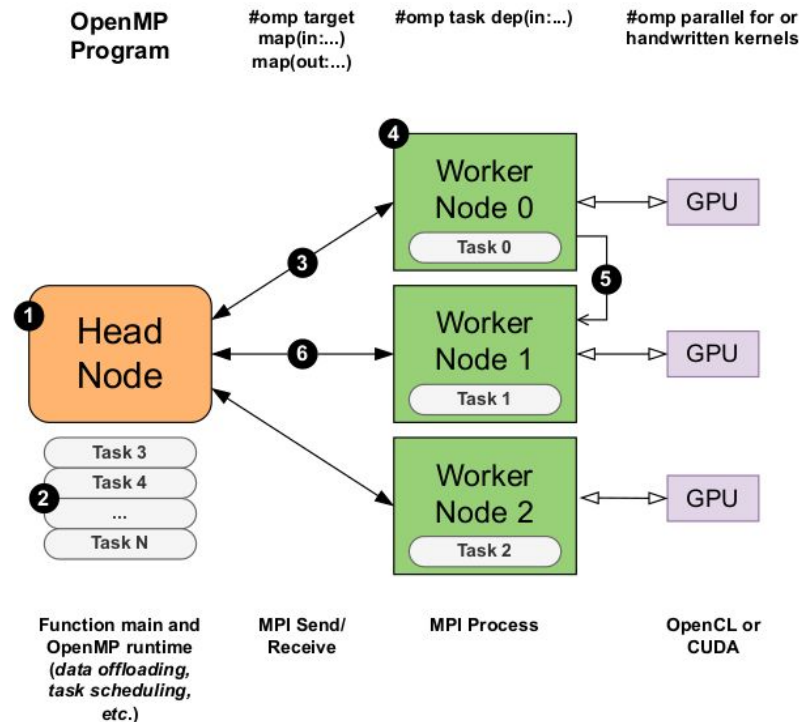 OpenMP
Program
#omp target
map(in:...)
map(out:...)
#omp task dep(in:...)
#omp parallel for or
handwritten kernels
4
Worker
Node 0
Task 0
GPU
3
5
1
Head
Node
6
Worker
Node 1
Task 1
GPU
2
Task 3
Task 4
...
Task N
Worker
Node 2
Task 2
GPU
Function main and
OpenMP runtime
(data offloading,
task scheduling,
etc.)
MPI Send/
Receive
MPI Process
OpenCL or
CUDA